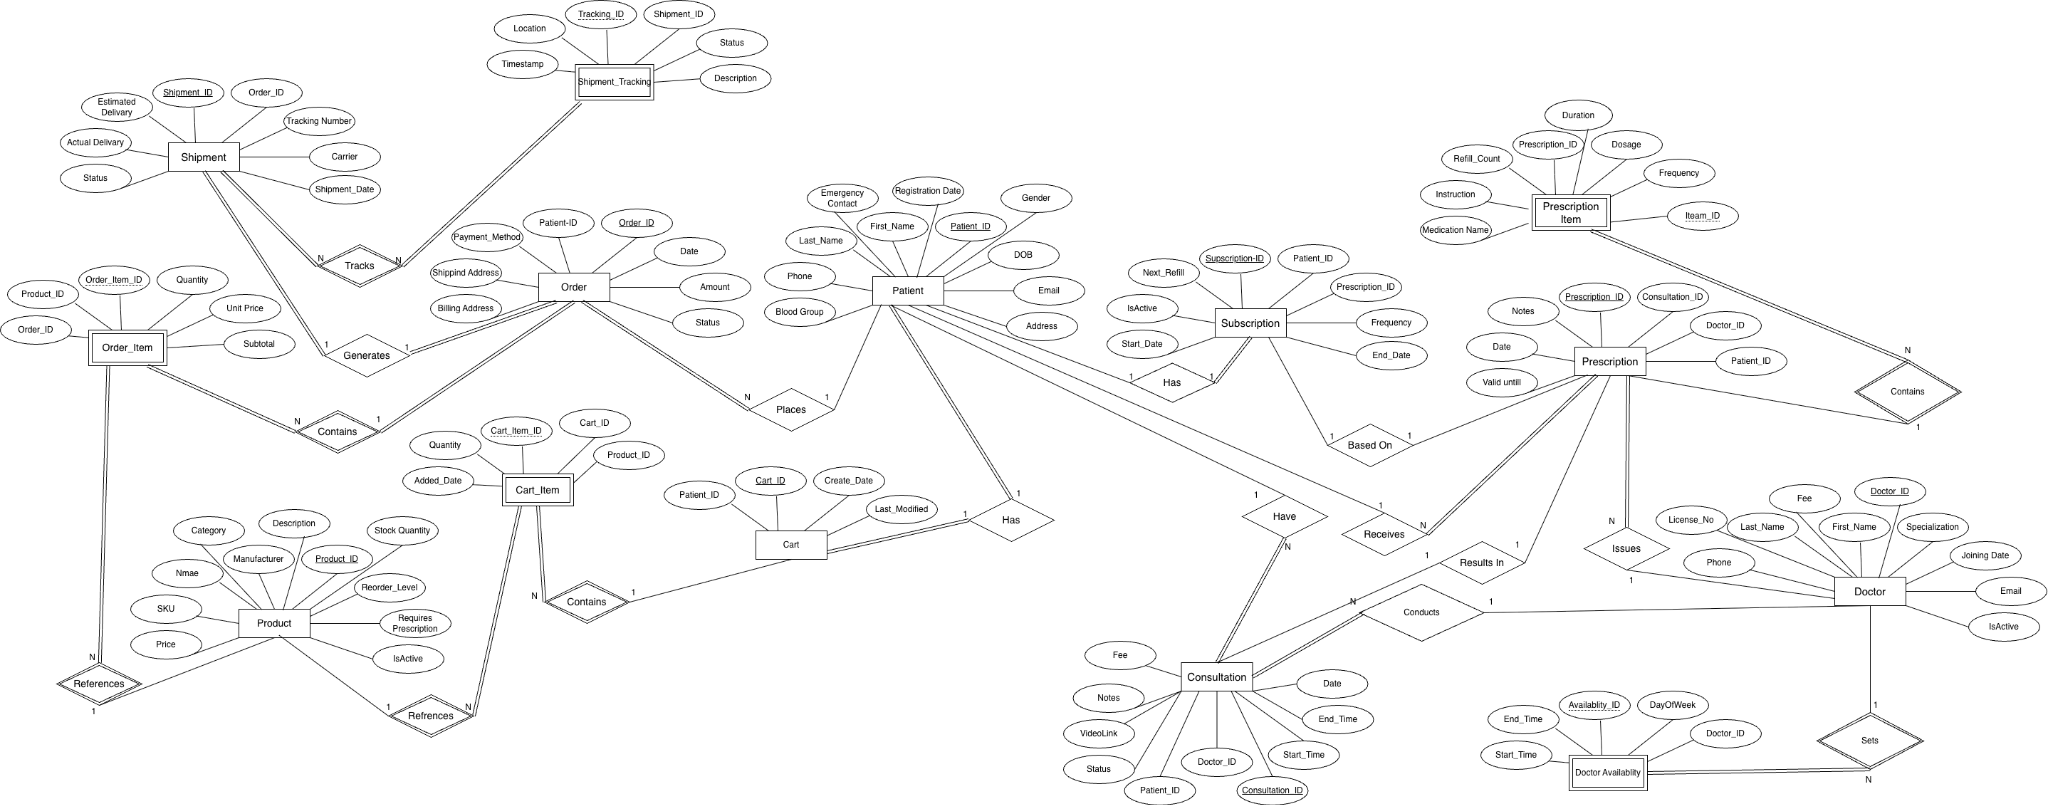 Tracking_ID
Shipment_ID
Location
Status
Timestamp
Shipment_Tracking
Description
Shipment_ID
Order_ID
Estimated
Delivery
Tracking Number
Actual Delivery
Shipment
Carrier
Status
Shipment_Date
N
Tracks
N
Payment_Method
Patient-ID
Order_ID
Date
Shippind Address
Order
Amount
Billing Address
Status
Order_Item_ID
Quantity
Product_ID
Unit Price
Order_ID
Order_Item
Subtotal
1
Generates
1
N
Contains
1
N
Places
1
Emergency
Contact
Registration Date
Gender
First_Name
Patient_ID
Last_Name
DOB
Phone
Patient
Email
Blood Group
Address
Supscription-ID
Patient_ID
Next_Refill
Prescription_ID
IsActive
Subscription
Frequency
Start_Date
End_Date
1
Has
1
1
Based On
1
Duration
Prescription_ID
Dosage
Refill_Count
Frequency
Instruction
Prescription
Item
Iteam_ID
Medication Name
Prescription_ID
Consultation_ID
Notes
Doctor_ID
Date
Prescription
Patient_ID
Valid untill
N
Contains
1
Cart_Item_ID
Cart_ID
Quantity
Product_ID
Added_Date
Cart_Item
Cart_ID
Create_Date
Patient_ID
Last_Modified
Cart
1
Has
1
N
Contains
1
Category
Description
Stock Quantity
Manufacturer
Product_ID
Nmae
Reorder_Level
SKU
Product
Requires
Prescription
Price
IsActive
N
References
1
1
Refrences
N
1
Have
N
1
Receives
N
1
Results In
1
N
Issues
1
N
Conducts
1
Doctor_ID
Fee
License_No
Last_Name
First_Name
Specialization
Joining Date
Phone
Doctor
Email
IsActive
Fee
Consultation
Date
Notes
End_Time
VideoLink
Start_Time
Status
Doctor_ID
Patient_ID
Consultation_ID
Availablity_ID
DayOfWeek
End_Time
Doctor_ID
Start_Time
Doctor Availablity
1
Sets
N